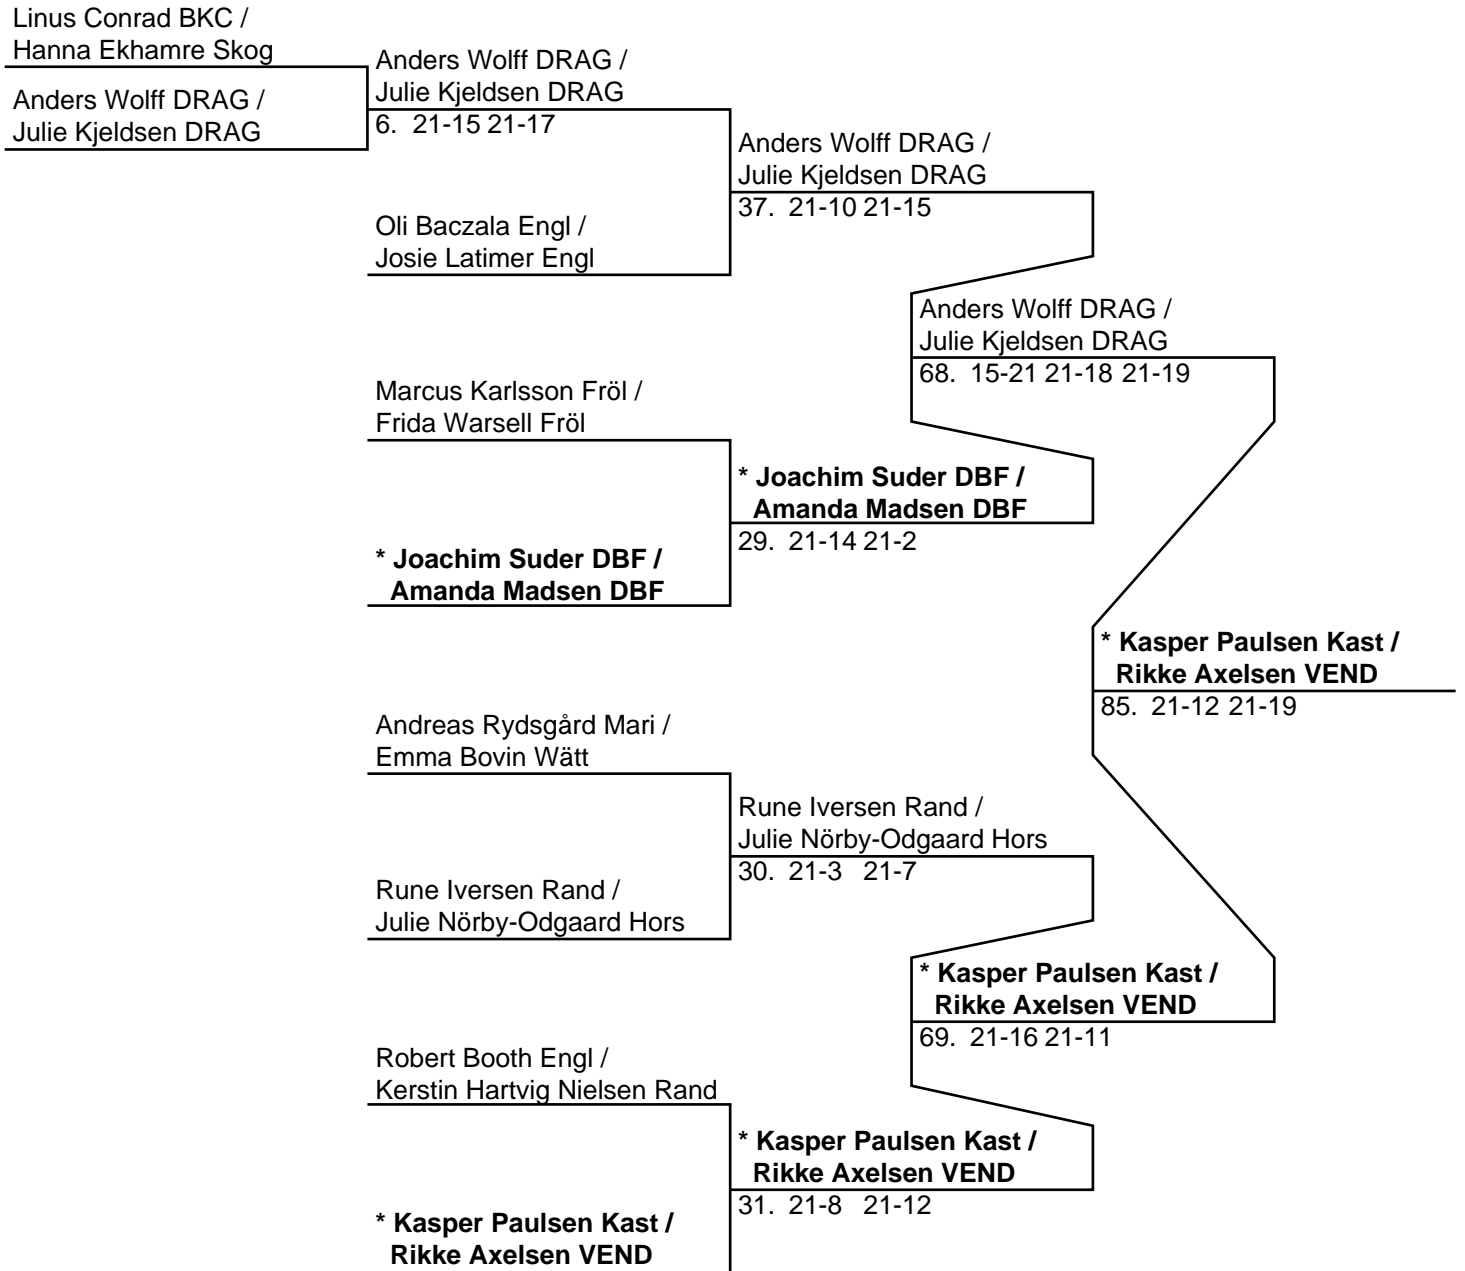 Linus Conrad BKC /
Hanna Ekhamre Skog
Anders Wolff DRAG /
Julie Kjeldsen DRAG
Anders Wolff DRAG /
Julie Kjeldsen DRAG
6. 21-15 21-17
Oli Baczala Engl /
Josie Latimer Engl
Anders Wolff DRAG /
Julie Kjeldsen DRAG
37. 21-10 21-15
Marcus Karlsson Fröl /
Frida Warsell Fröl
* Joachim Suder DBF /
Amanda Madsen DBF
* Joachim Suder DBF /
Amanda Madsen DBF
29. 21-14 21-2
Anders Wolff DRAG /
Julie Kjeldsen DRAG
68. 15-21 21-18 21-19
Andreas Rydsgård Mari /
Emma Bovin Wätt
Rune Iversen Rand /
Julie Nörby-Odgaard Hors
Rune Iversen Rand /
Julie Nörby-Odgaard Hors
30. 21-3 21-7
Robert Booth Engl /
Kerstin Hartvig Nielsen Rand
* Kasper Paulsen Kast /
Rikke Axelsen VEND
* Kasper Paulsen Kast /
Rikke Axelsen VEND
31. 21-8 21-12
* Kasper Paulsen Kast /
Rikke Axelsen VEND
69. 21-16 21-11
* Kasper Paulsen Kast /
Rikke Axelsen VEND
85. 21-12 21-19